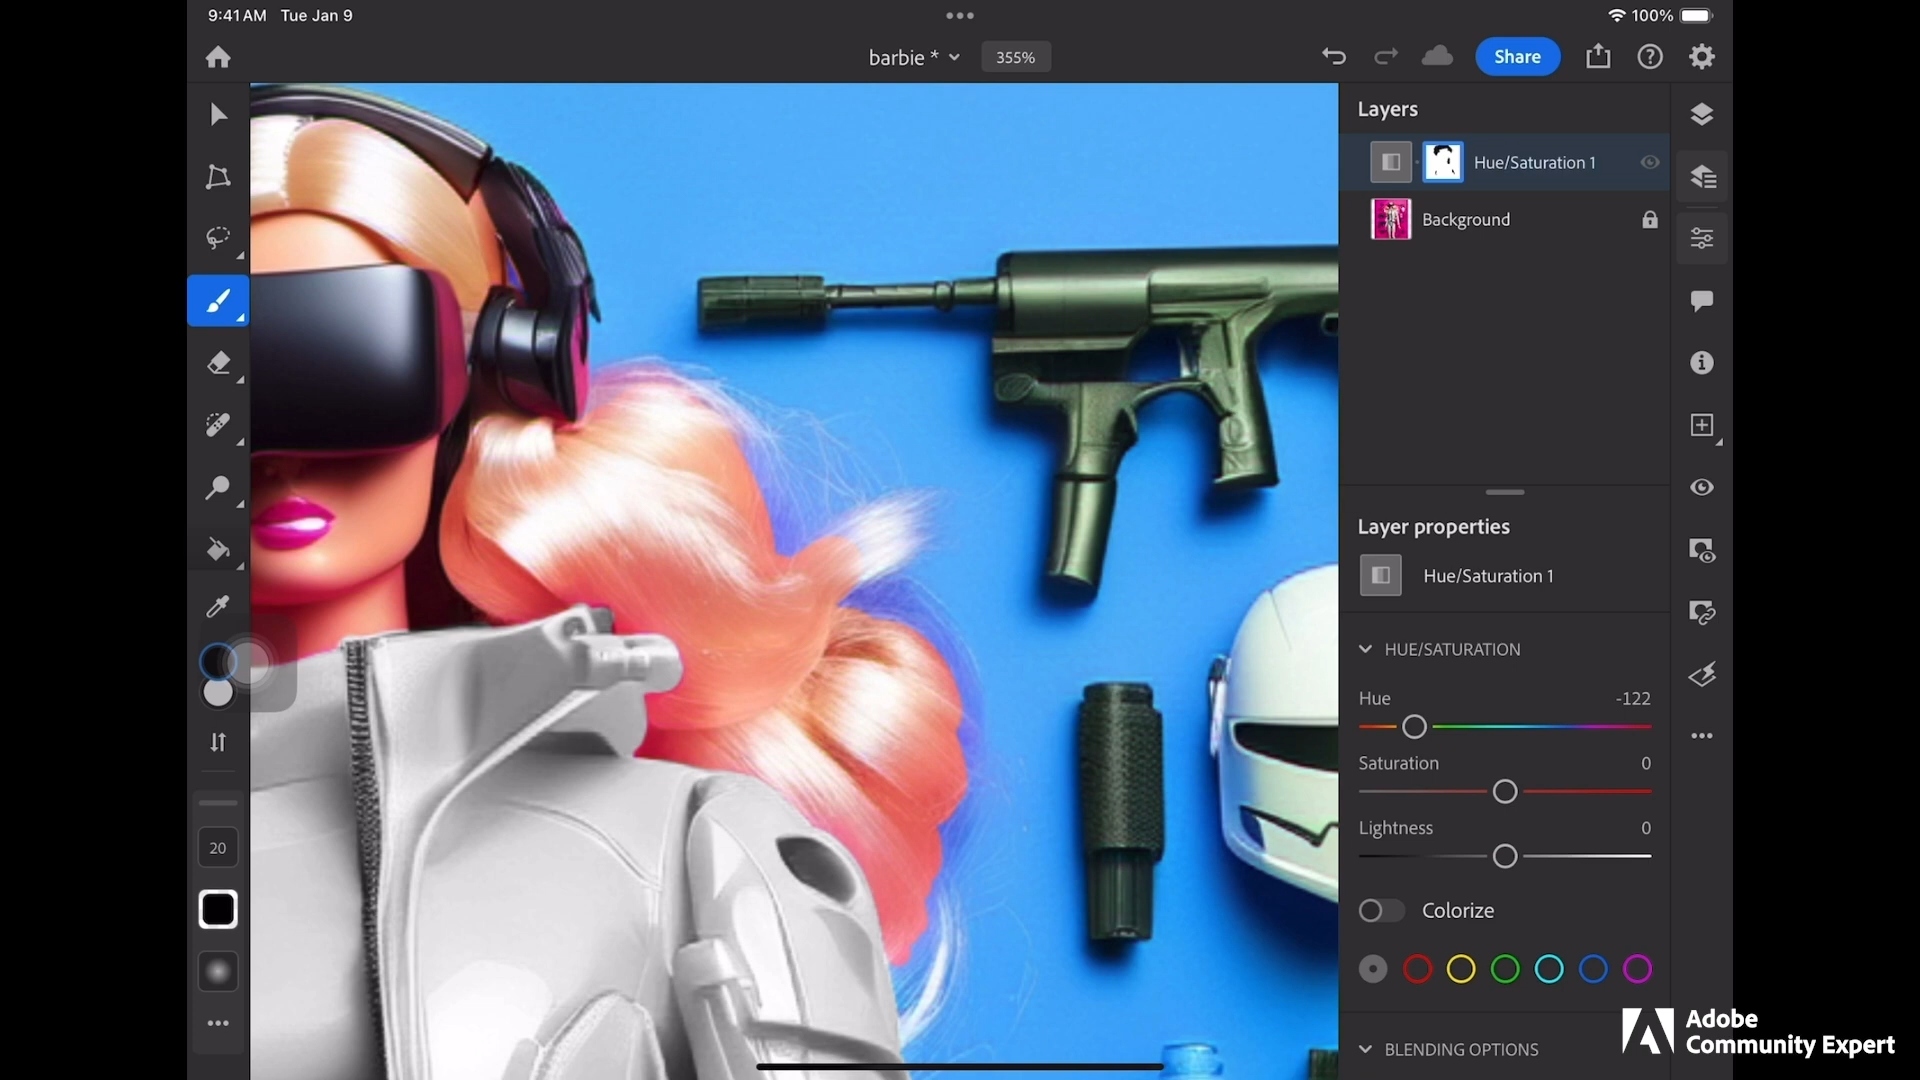 9:41 AM Tue Jan 9
100%
barbie *
355%
Share
Layers
Hue/Saturation 1
Background
Layer properties
Hue/Saturation 1
HUE/SATURATION
Hue -122
Saturation 0
Lightness 0
Colorize
BLENDING OPTIONS
20
Adobe
Community Expert